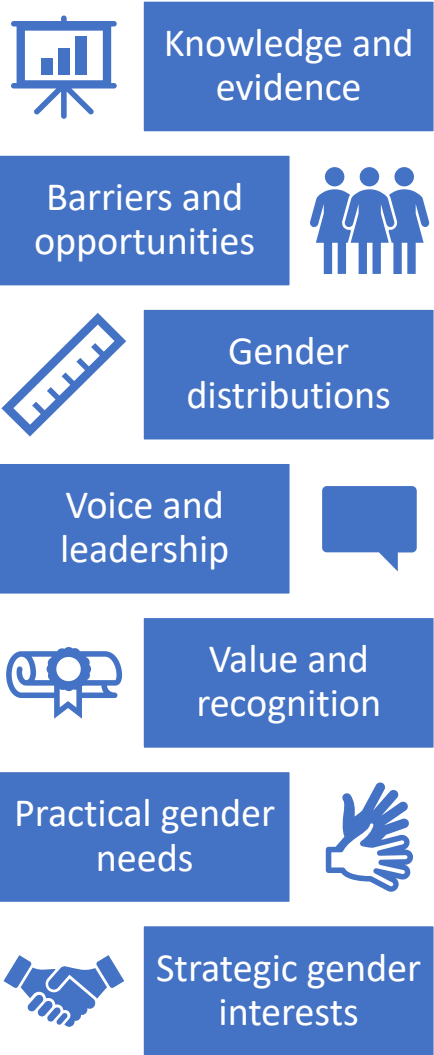 Knowledge and
evidence
Barriers and
opportunities
Gender
distributions
Voice and
leadership
Value and
recognition
Practical gender
needs
Strategic gender
interests